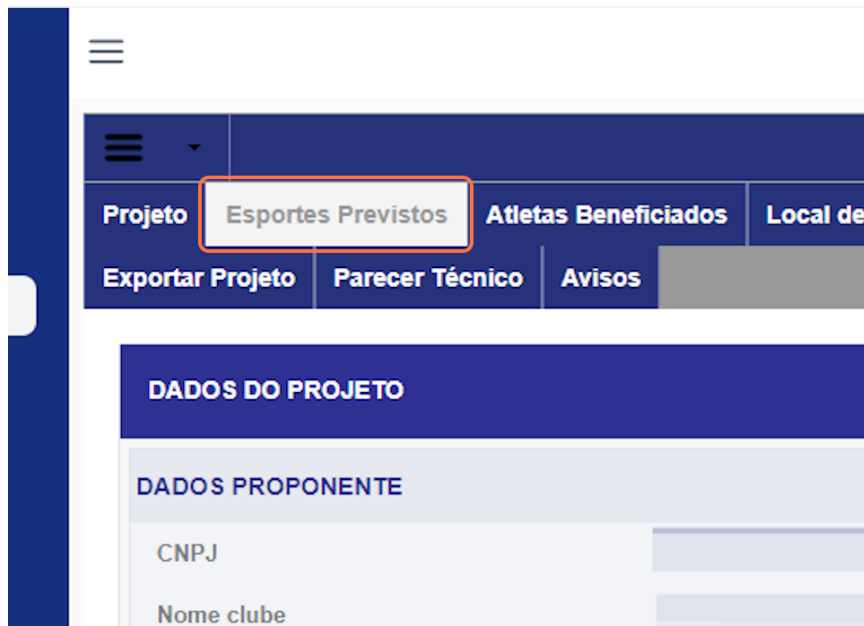 Projeto Esportes Previstos Atletas Beneficiados Local de
Exportar Projeto Parecer Técnico Avisos
DADOS DO PROJETO
DADOS PROPONENTE
CNPJ
Nome clube